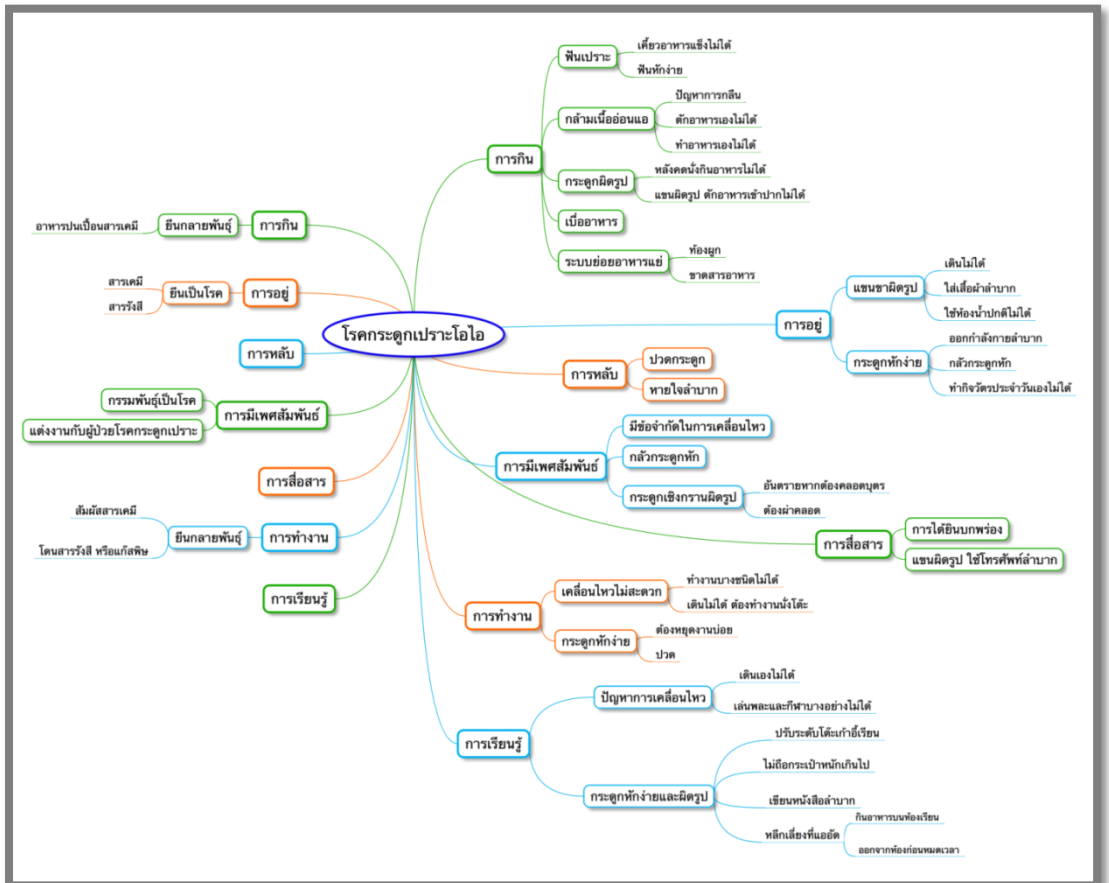 โรคกระดูกเปราะโอไอ
การกิน
ยีนกลายพันธุ์
อาหารปนเปื้อนสารเคมี
การอยู่
ยีนเป็นโรค
สารเคมี
สารรังสี
การหลับ
การมีเพศสัมพันธ์
กรรมพันธุ์เป็นโรค
แต่งงานกับผู้ป่วยโรคกระดูกเปราะ
การสื่อสาร
การทำงาน
ยีนกลายพันธุ์
สัมผัสสารเคมี
โดนสารรังสี หรือแก๊สพิษ
การเรียนรู้
การกิน
ฟันเปราะ
เคี้ยวอาหารแข็งไม่ได้
ฟันหักง่าย
กล้ามเนื้ออ่อนแอ
ปัญหาการกลืน
ตักอาหารเองไม่ได้
ทำอาหารเองไม่ได้
กระดูกผิดรูป
หลังคดนั่งกินอาหารไม่ได้
แขนผิดรูป ตักอาหารเข้าปากไม่ได้
เบื่ออาหาร
ระบบย่อยอาหารแย่
ท้องผูก
ขาดสารอาหาร
การอยู่
แขนขาผิดรูป
เดินไม่ได้
ใส่เสื้อผ้าลำบาก
ใช้ห้องน้ำปกติไม่ได้
กระดูกหักง่าย
ออกกำลังกายลำบาก
กลัวกระดูกหัก
ทำกิจวัตรประจำวันเองไม่ได้
การหลับ
ปวดกระดูก
หายใจลำบาก
การมีเพศสัมพันธ์
มีข้อจำกัดในการเคลื่อนไหว
กลัวกระดูกหัก
กระดูกเชิงกรานผิดรูป
อันตรายหากต้องคลอดบุตร
ต้องผ่าคลอด
การสื่อสาร
การได้ยินบกพร่อง
แขนผิดรูป ใช้โทรศัพท์ลำบาก
การทำงาน
เคลื่อนไหวไม่สะดวก
ทำงานบางชนิดไม่ได้
เดินไม่ได้ ต้องทำงานนั่งโต๊ะ
กระดูกหักง่าย
ต้องหยุดงานบ่อย
ปวด
การเรียนรู้
ปัญหาการเคลื่อนไหว
เดินเองไม่ได้
เล่นพละและกีฬาบางอย่างไม่ได้
กระดูกหักง่ายและผิดรูป
ปรับระดับโต๊ะเก้าอี้เรียน
ไม่ถือกระเป๋าหนักเกินไป
เขียนหนังสือลำบาก
หลีกเลี่ยงที่แออัด
กินอาหารบนห้องเรียน
ออกจากห้องก่อนหมดเวลา